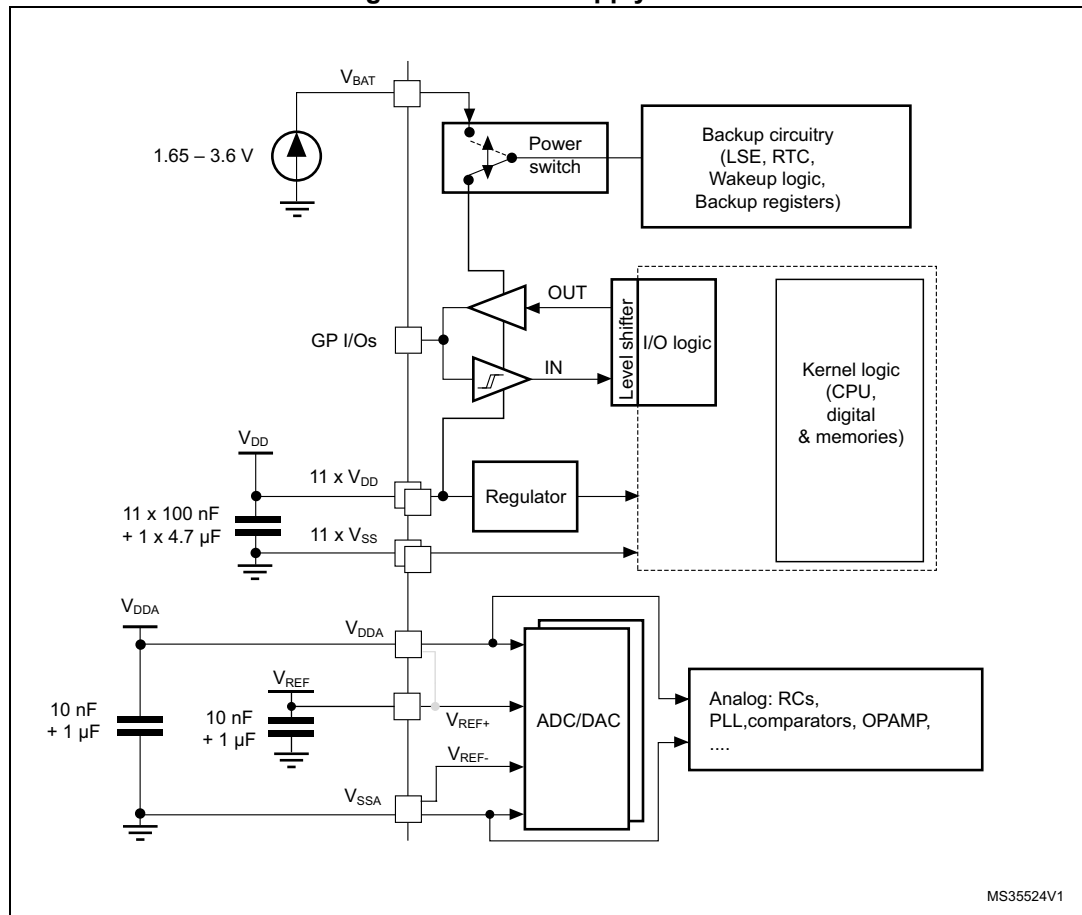 VBAT
1.65 – 3.6 V
Power
switch
Backup circuitry
(LSE, RTC,
Wakeup logic,
Backup registers)
OUT
GP I/Os
IN
Level shifter
I/O logic
Kernel logic
(CPU,
digital
& memories)
VDD
11 x VDD
Regulator
11 x 100 nF
+ 1 x 4.7 µF
11 x VSS
VDDA
VDDA
VREF
10 nF
+ 1 µF
10 nF
+ 1 µF
VREF+
ADC/DAC
Analog: RCs,
PLL,comparators, OPAMP,
....
VREF-
VSSA
MS35524V1